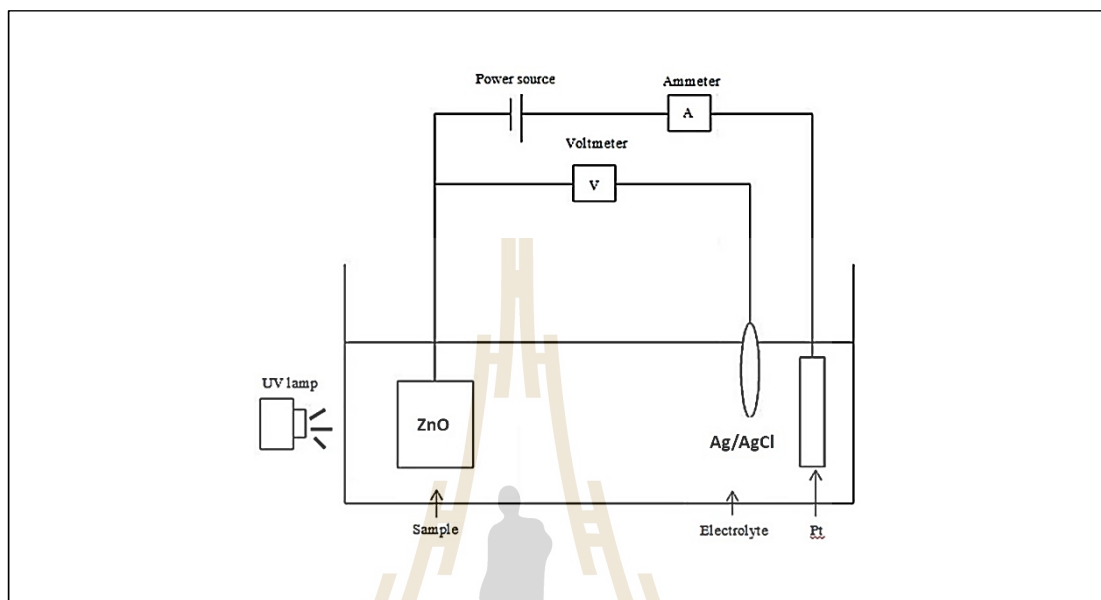 Power source
Ammeter
A
Voltmeter
V
UV lamp
ZnO
Ag/AgCl
Sample
Electrolyte
Pt